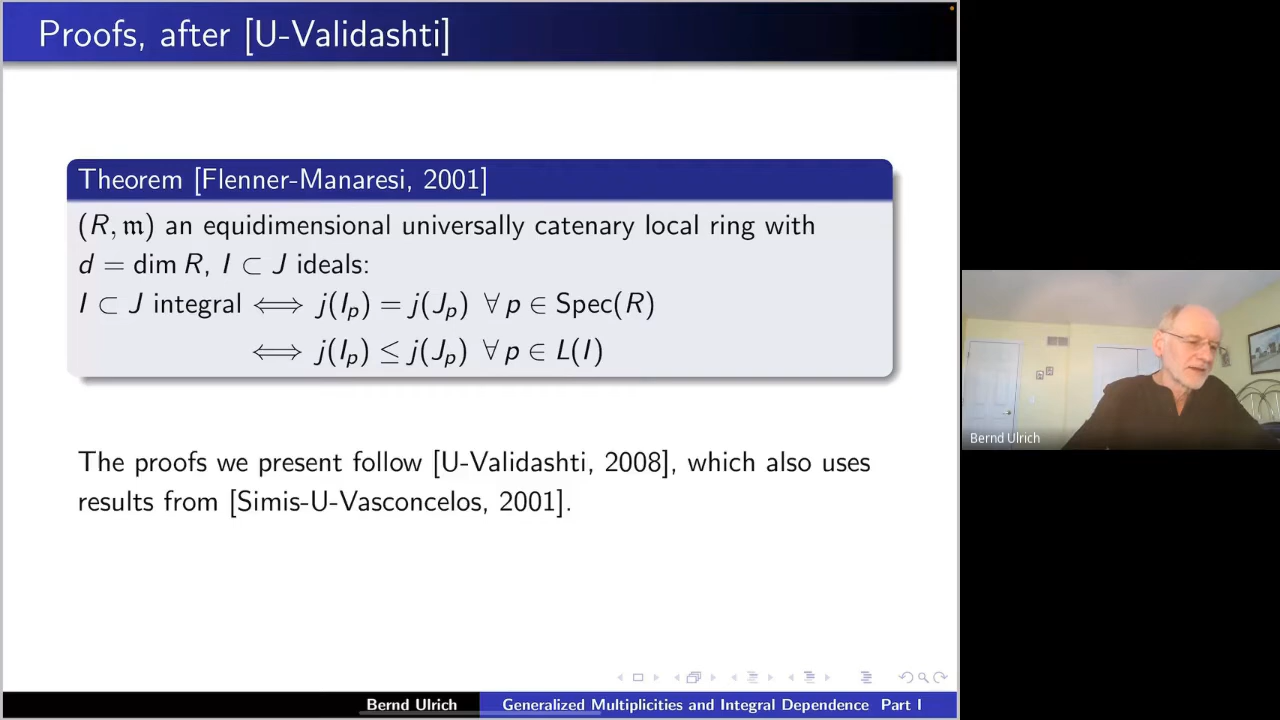 Proofs, after [U-Validashti]
Theorem [Flenner-Manaresi, 2001]
(R, 𝔪) an equidimensional universally catenary local ring with
d = dim R, I ⊂ J ideals:
I ⊂ J integral ⟺ j(I_p) = j(J_p) ∀ p ∈ Spec(R)
⟺ j(I_p) ≤ j(J_p) ∀ p ∈ L(I)
The proofs we present follow [U-Validashti, 2008], which also uses
results from [Simis-U-Vasconcelos, 2001].
Bernd Ulrich
Bernd Ulrich Generalized Multiplicities and Integral Dependence Part I